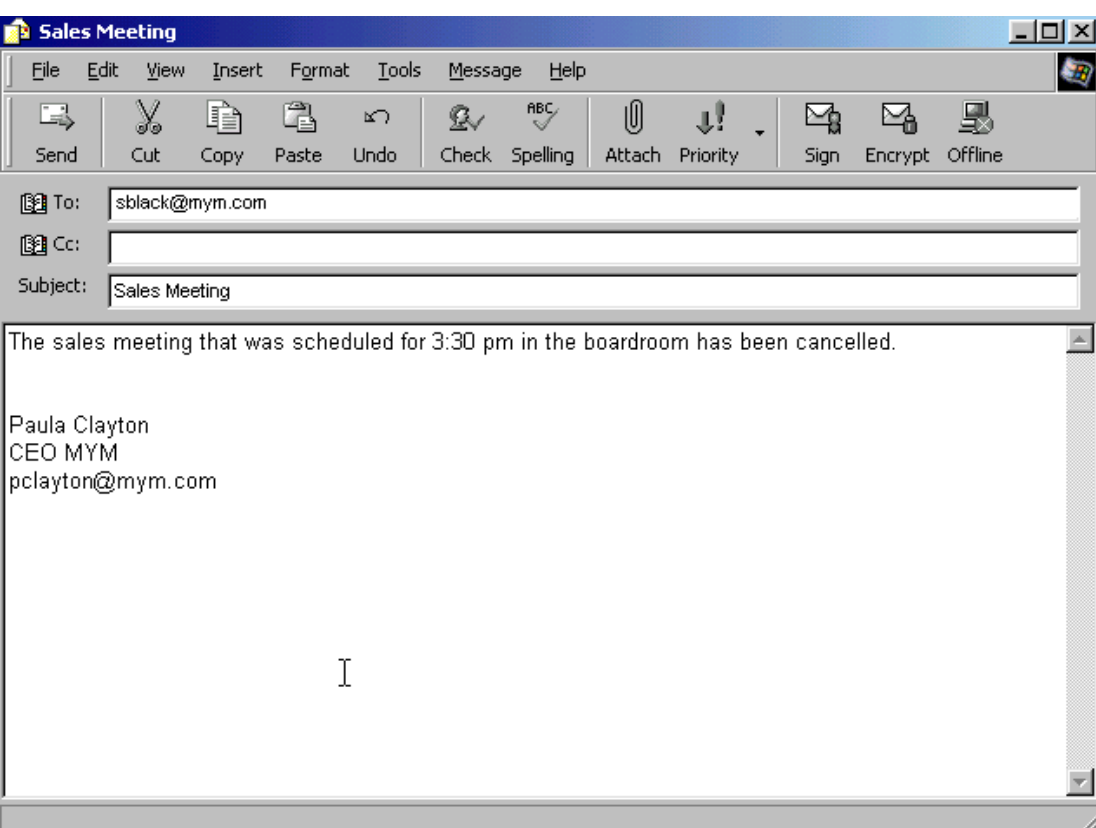 Sales Meeting
File Edit View Insert Format Tools Message Help
ABC
Send Cut Copy Paste Undo Check Spelling Attach Priority Sign Encrypt Offline
To: sblack@mym.com
Cc:
Subject: Sales Meeting
The sales meeting that was scheduled for 3:30 pm in the boardroom has been cancelled.
Paula Clayton
CEO MYM
pclayton@mym.com